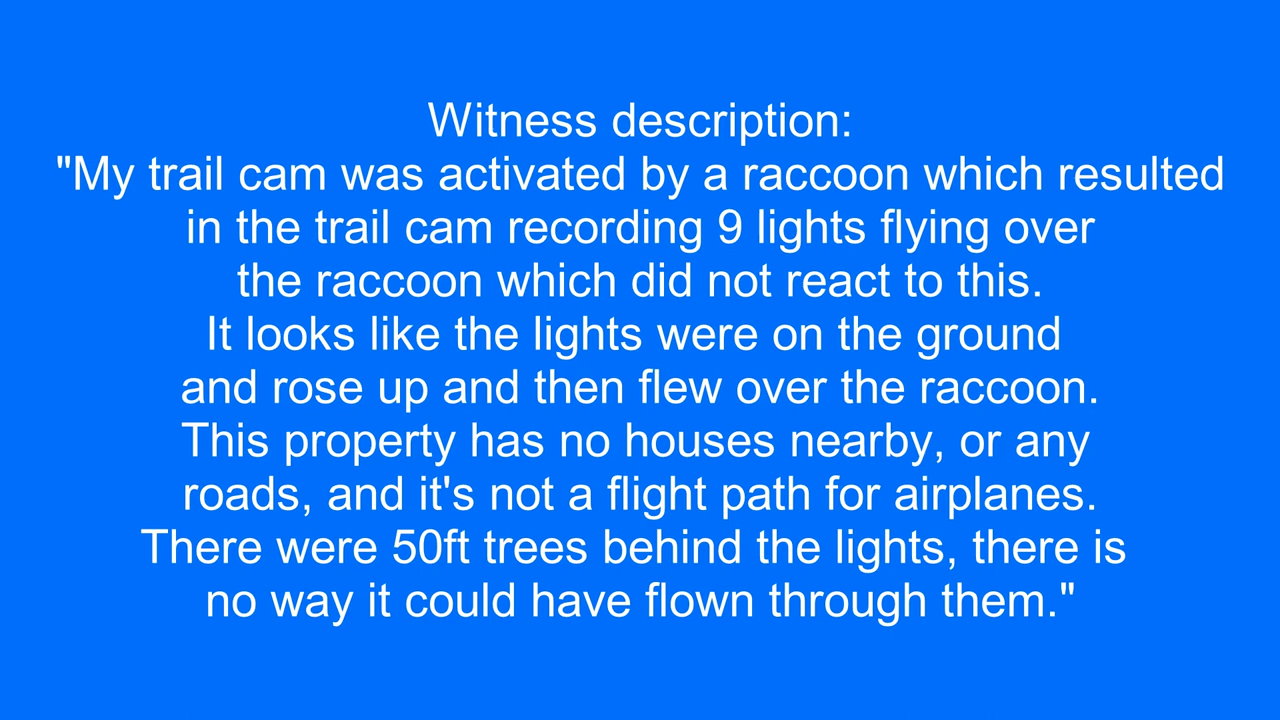 Witness description:
"My trail cam was activated by a raccoon which resulted
in the trail cam recording 9 lights flying over
the raccoon which did not react to this.
It looks like the lights were on the ground
and rose up and then flew over the raccoon.
This property has no houses nearby, or any
roads, and it's not a flight path for airplanes.
There were 50ft trees behind the lights, there is
no way it could have flown through them."